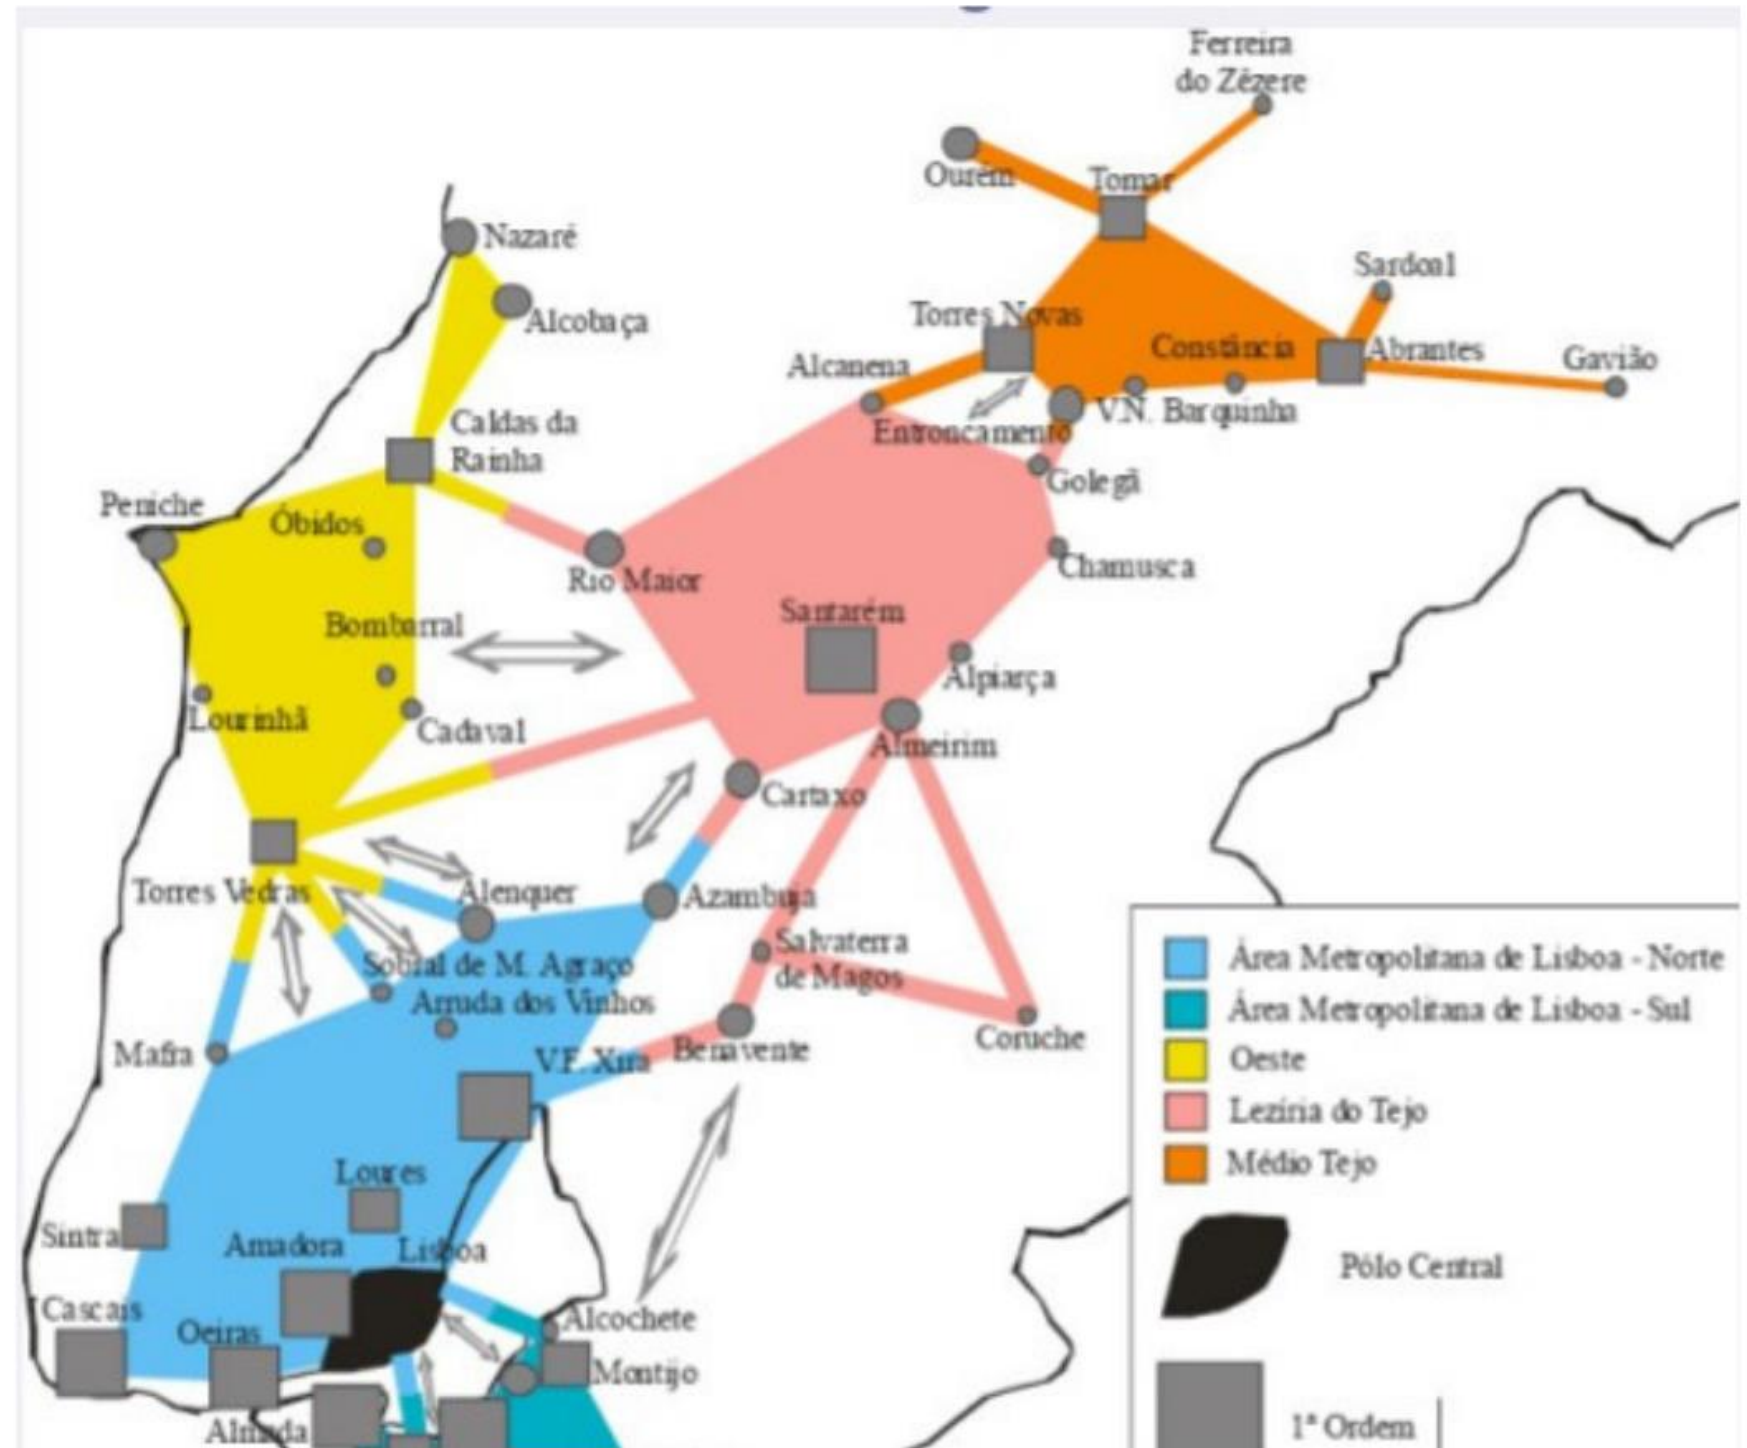 Ferreira
do Zêzere
Ourém
Tomar
Nazaré
Sardoal
Alcobaça
Torres Novas
Constância
Abrantes
Gavião
Alcanena
V.N. Barquinha
Entroncamento
Caldas da
Rainha
Golegã
Peniche
Óbidos
Rio Maior
Chamusca
Santarém
Bombarral
Alpiarça
Lourinhã
Cadaval
Almeirim
Cartaxo
Torres Vedras
Alenquer
Azambuja
Salvaterra
de Magos
Sobral de M. Agraço
Arruda dos Vinhos
Mafra
V.F. Xira
Benavente
Coruche
Loures
Sintra
Amadora
Lisboa
Cascais
Oeiras
Alcochete
Montijo
Almada
Área Metropolitana de Lisboa - Norte
Área Metropolitana de Lisboa - Sul
Oeste
Lezíria do Tejo
Médio Tejo
Pólo Central
1ª Ordem